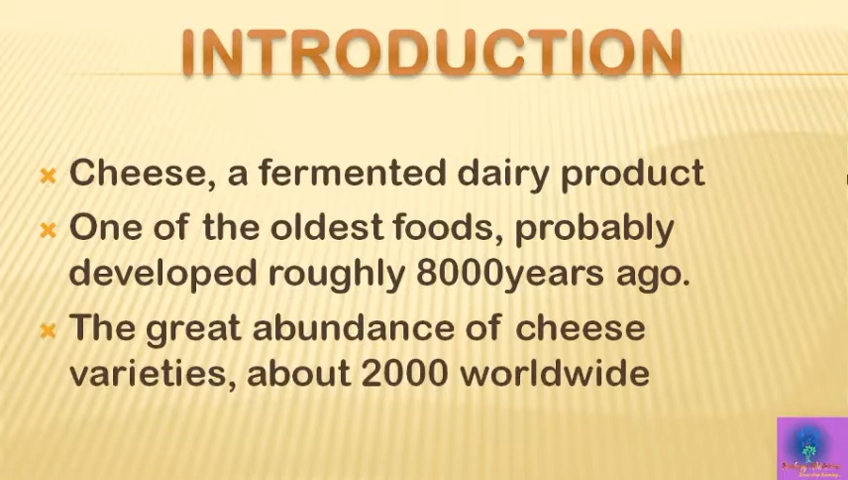 INTRODUCTION
Cheese, a fermented dairy product
One of the oldest foods, probably
developed roughly 8000years ago.
The great abundance of cheese
varieties, about 2000 worldwide